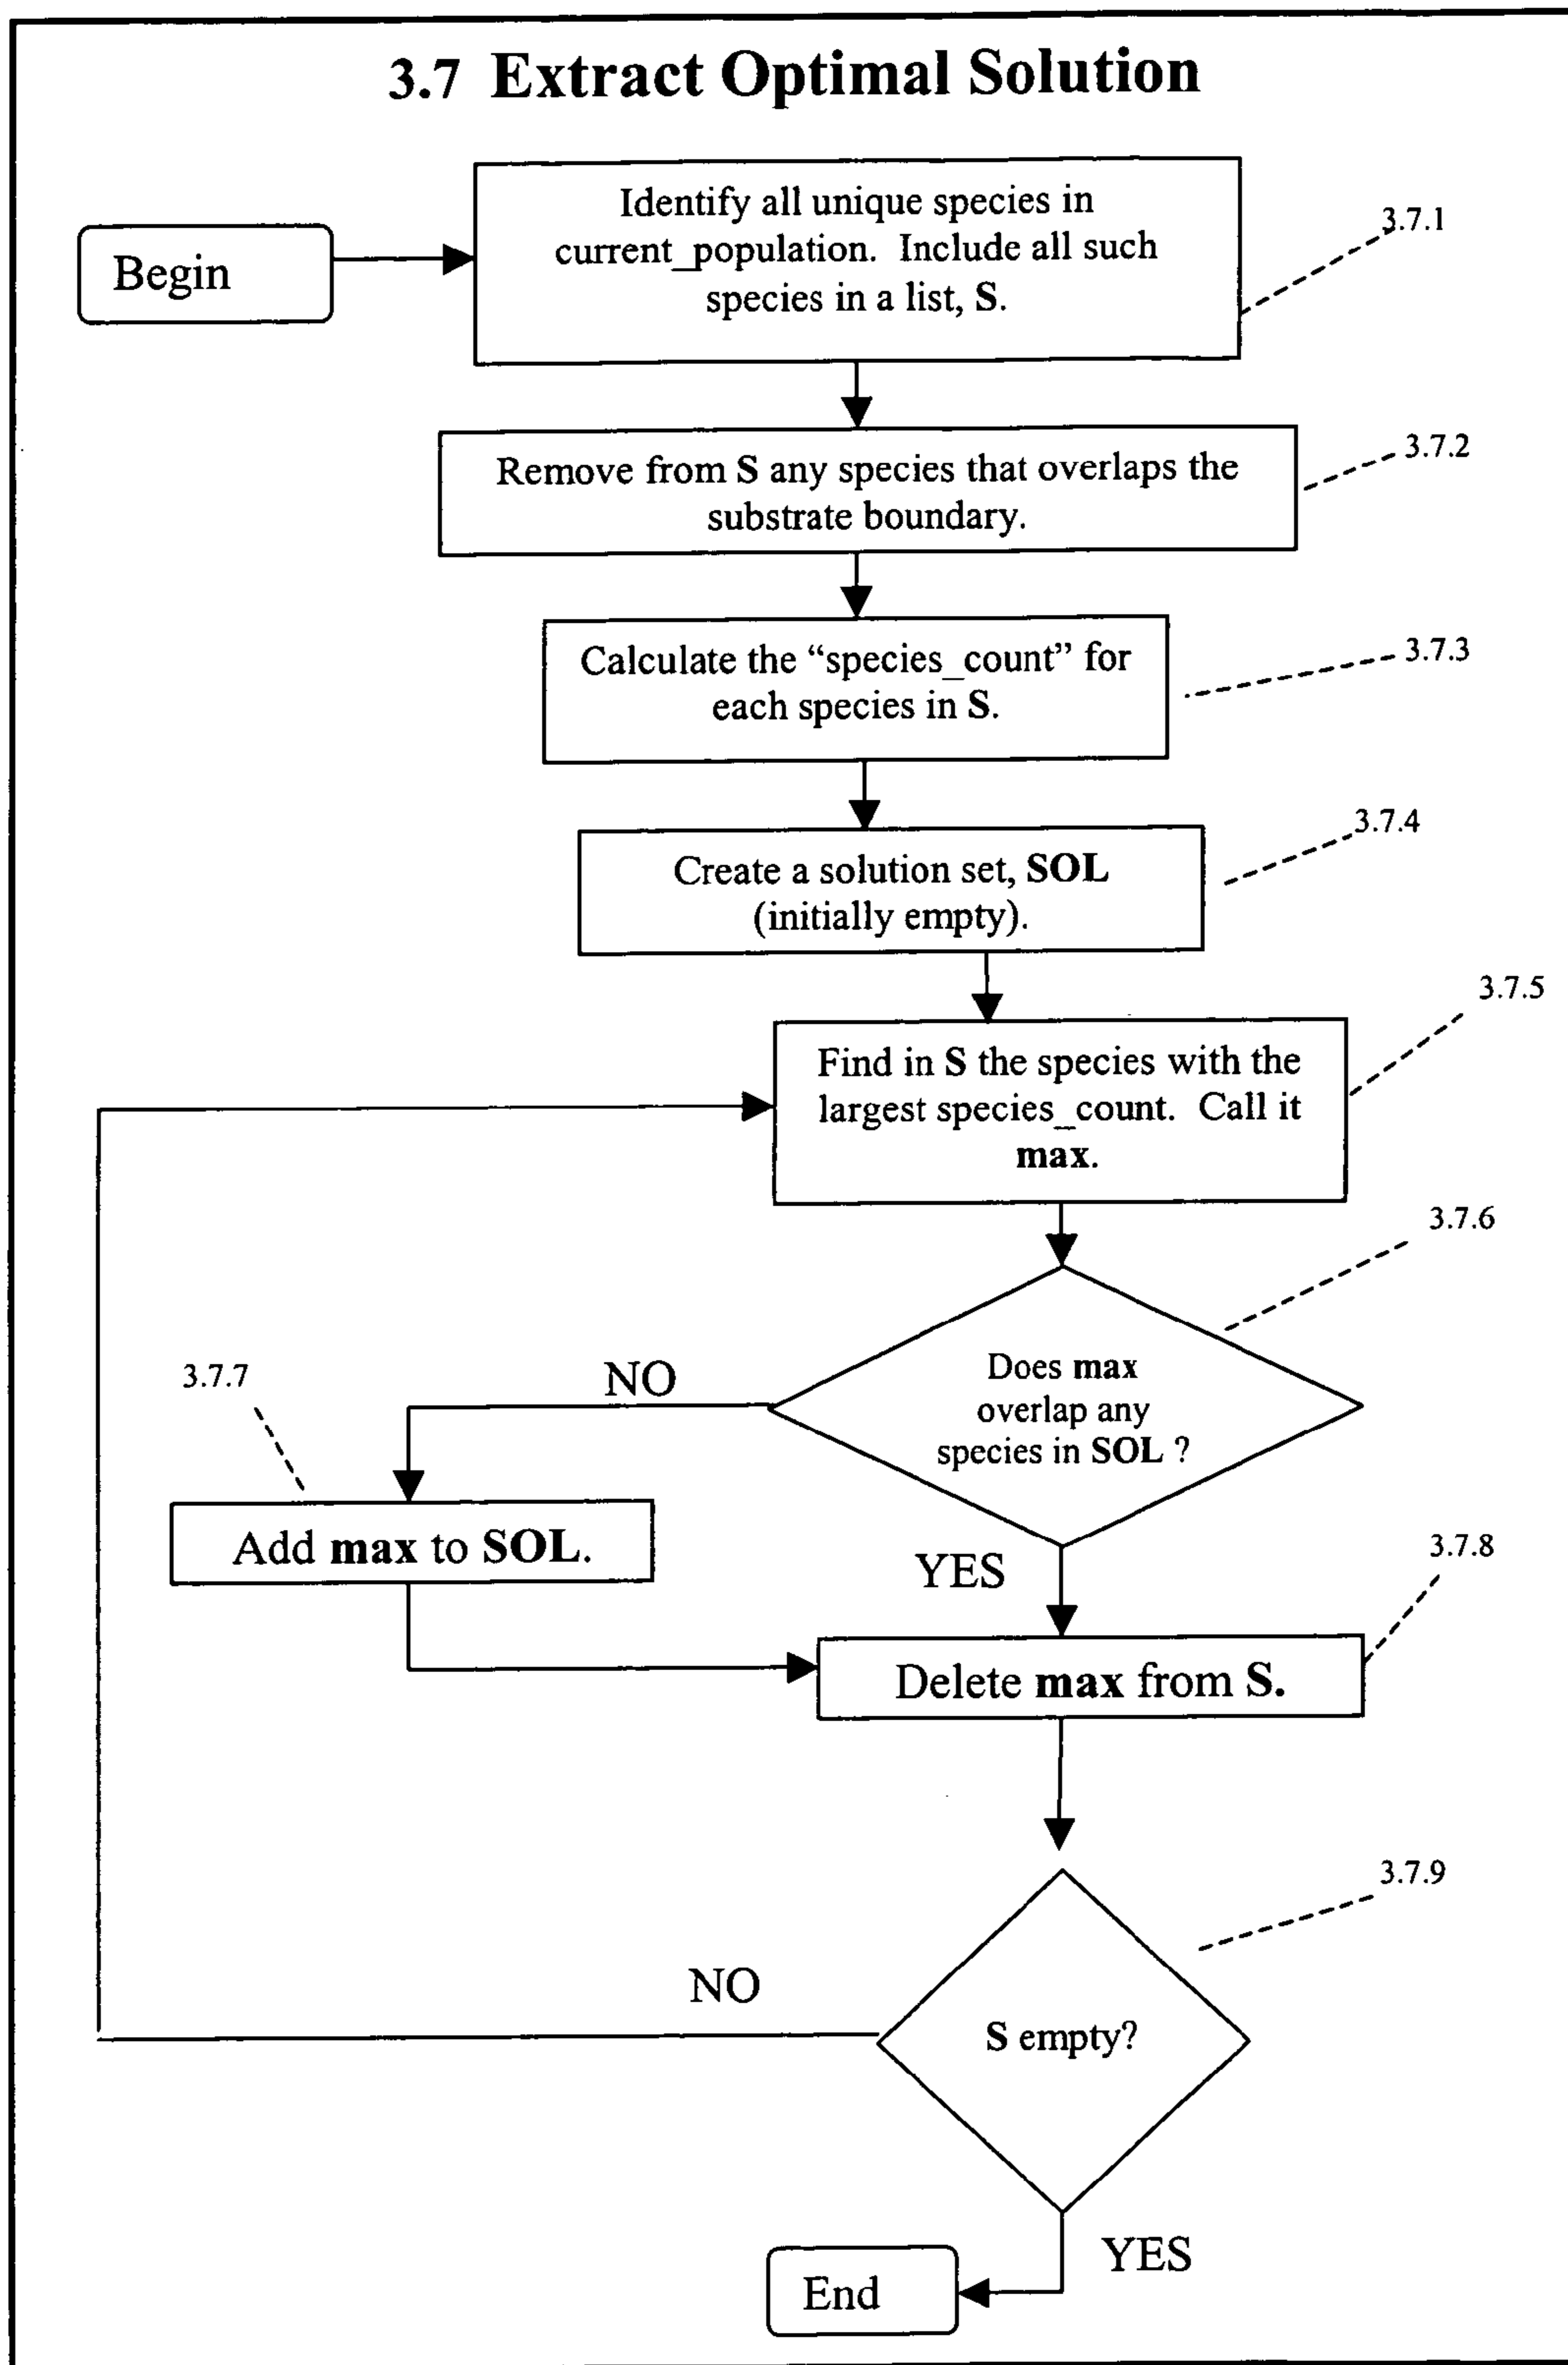 3.7 Extract Optimal Solution
Begin
Identify all unique species in
current_population. Include all such
species in a list, S.
3.7.1
Remove from S any species that overlaps the
substrate boundary.
3.7.2
Calculate the “species_count” for
each species in S.
3.7.3
Create a solution set, SOL
(initially empty).
3.7.4
Find in S the species with the
largest species_count. Call it
max.
3.7.5
Does max
overlap any
species in SOL ?
3.7.6
NO
3.7.7
Add max to SOL.
YES
3.7.8
Delete max from S.
3.7.9
NO
S empty?
YES
End